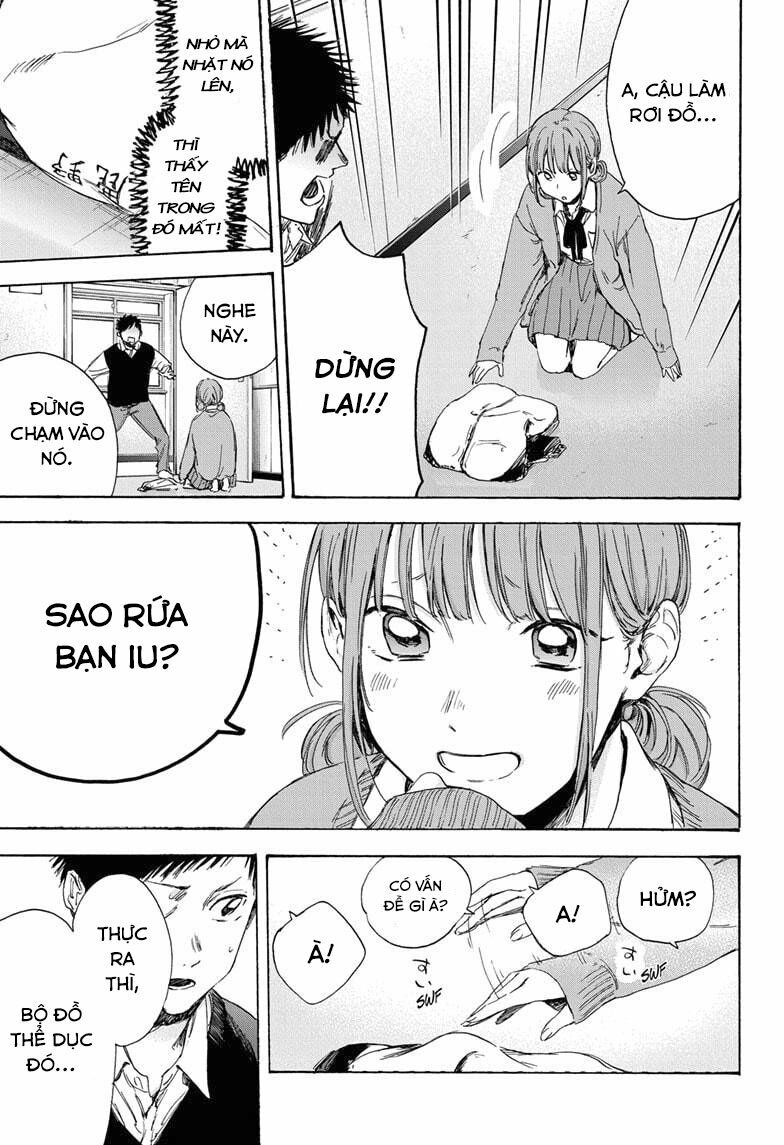 A, CẬU LÀM
RƠI ĐỒ...
NHỎ MÀ
NHẶT NÓ
LÊN,
THÌ
THẤY
TÊN
TRONG
ĐÓ MẤT!
DỪNG
LẠI!!
NGHE
NÀY.
ĐỪNG
CHẠM VÀO
NÓ.
SAO RỨA
BẠN IU?
HỬM?
A!
CÓ VẤN
ĐỀ GÌ À?
À!
すい
SWF
すい
SWF
THỰC
RA
THÌ,
BỘ ĐỒ
THỂ DỤC
ĐÓ...